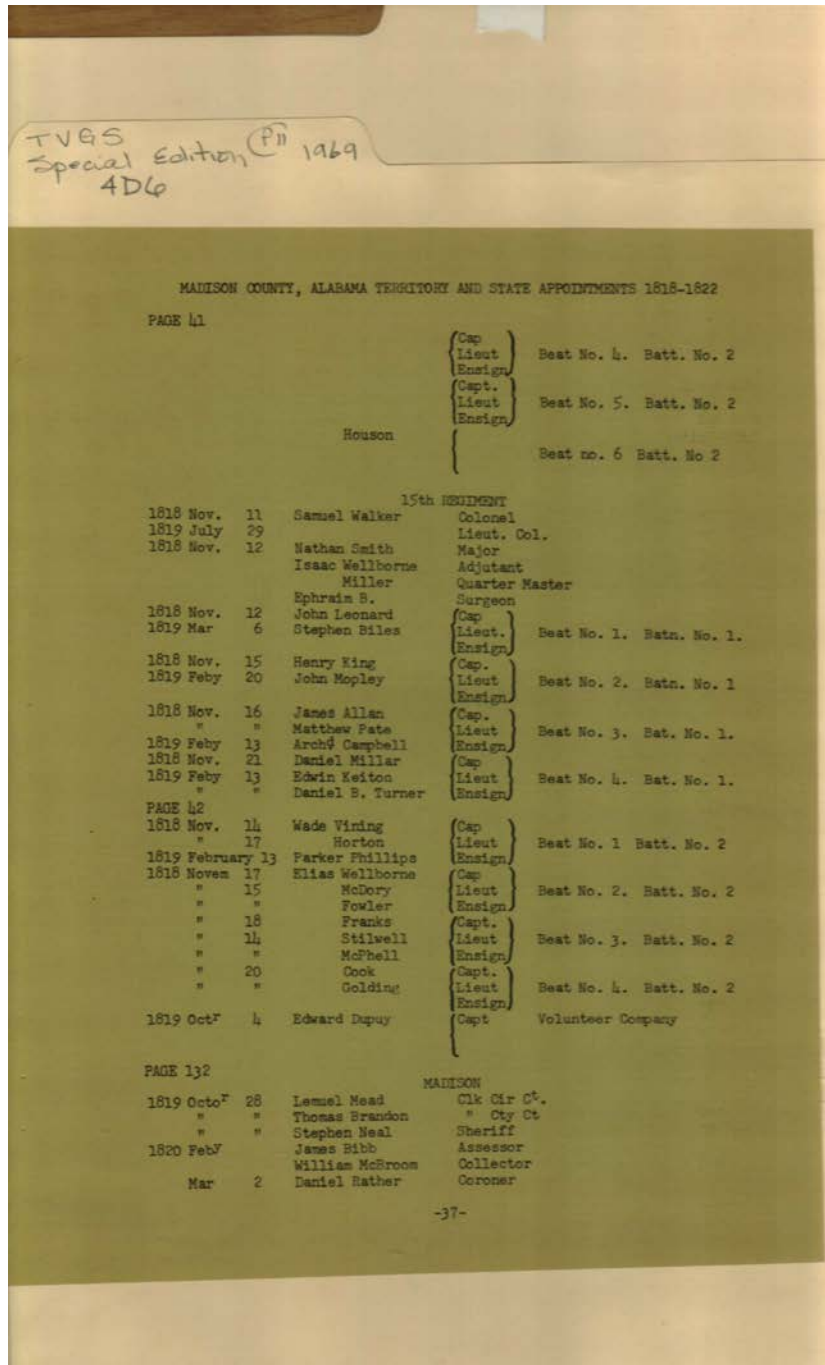 TVGS
Special Edition PII 1969
4D6
MADISON COUNTY, ALABAMA TERRITORY AND STATE APPOINTMENTS 1818-1822
PAGE 41
Cap
Lieut Beat No. 4. Batt. No. 2
Ensign
Capt.
Lieut Beat No. 5. Batt. No. 2
Ensign
Houson
Beat no. 6 Batt. No 2
15th REGIMENT
1818 Nov. 11 Samuel Walker Colonel
1819 July 29 Lieut. Col.
1818 Nov. 12 Nathan Smith Major
Isaac Wellborne Adjutant
Miller Quarter Master
Ephraim B. Surgeon
1818 Nov. 12 John Leonard Cap
1819 Mar 6 Stephen Biles Lieut. Beat No. 1. Batn. No. 1.
Ensign
1818 Nov. 15 Henry King Cap.
1819 Feby 20 John Mopley Lieut Beat No. 2. Batn. No. 1
Ensign
1818 Nov. 16 James Allan Cap.
" " Matthew Pate Lieut Beat No. 3. Bat. No. 1.
1819 Feby 13 Archd Campbell Ensign
1818 Nov. 21 Daniel Millar Cap
1819 Feby 13 Edwin Keiton Lieut Beat No. 4. Bat. No. 1.
" " Daniel B. Turner Ensign
PAGE 42
1818 Nov. 14 Wade Vining Cap
" 17 Horton Lieut Beat No. 1 Batt. No. 2
1819 February 13 Parker Phillips Ensign
1818 Novem 17 Elias Wellborne Cap
" 15 McDory Lieut Beat No. 2. Batt. No. 2
" " Fowler Ensign
" 18 Franks Capt.
" 14 Stilwell Lieut Beat No. 3. Batt. No. 2
" " McPhell Ensign
" 20 Cook Capt.
" " Golding Lieut Beat No. 4. Batt. No. 2
Ensign
1819 Octr 4 Edward Dupuy Capt Volunteer Company
PAGE 132
MADISON
1819 Octor 28 Lemuel Mead Clk Cir Ct.
" " Thomas Brandon " Cty Ct
" " Stephen Neal Sheriff
1820 Feby James Bibb Assessor
William McBroom Collector
Mar 2 Daniel Rather Coroner
-37-